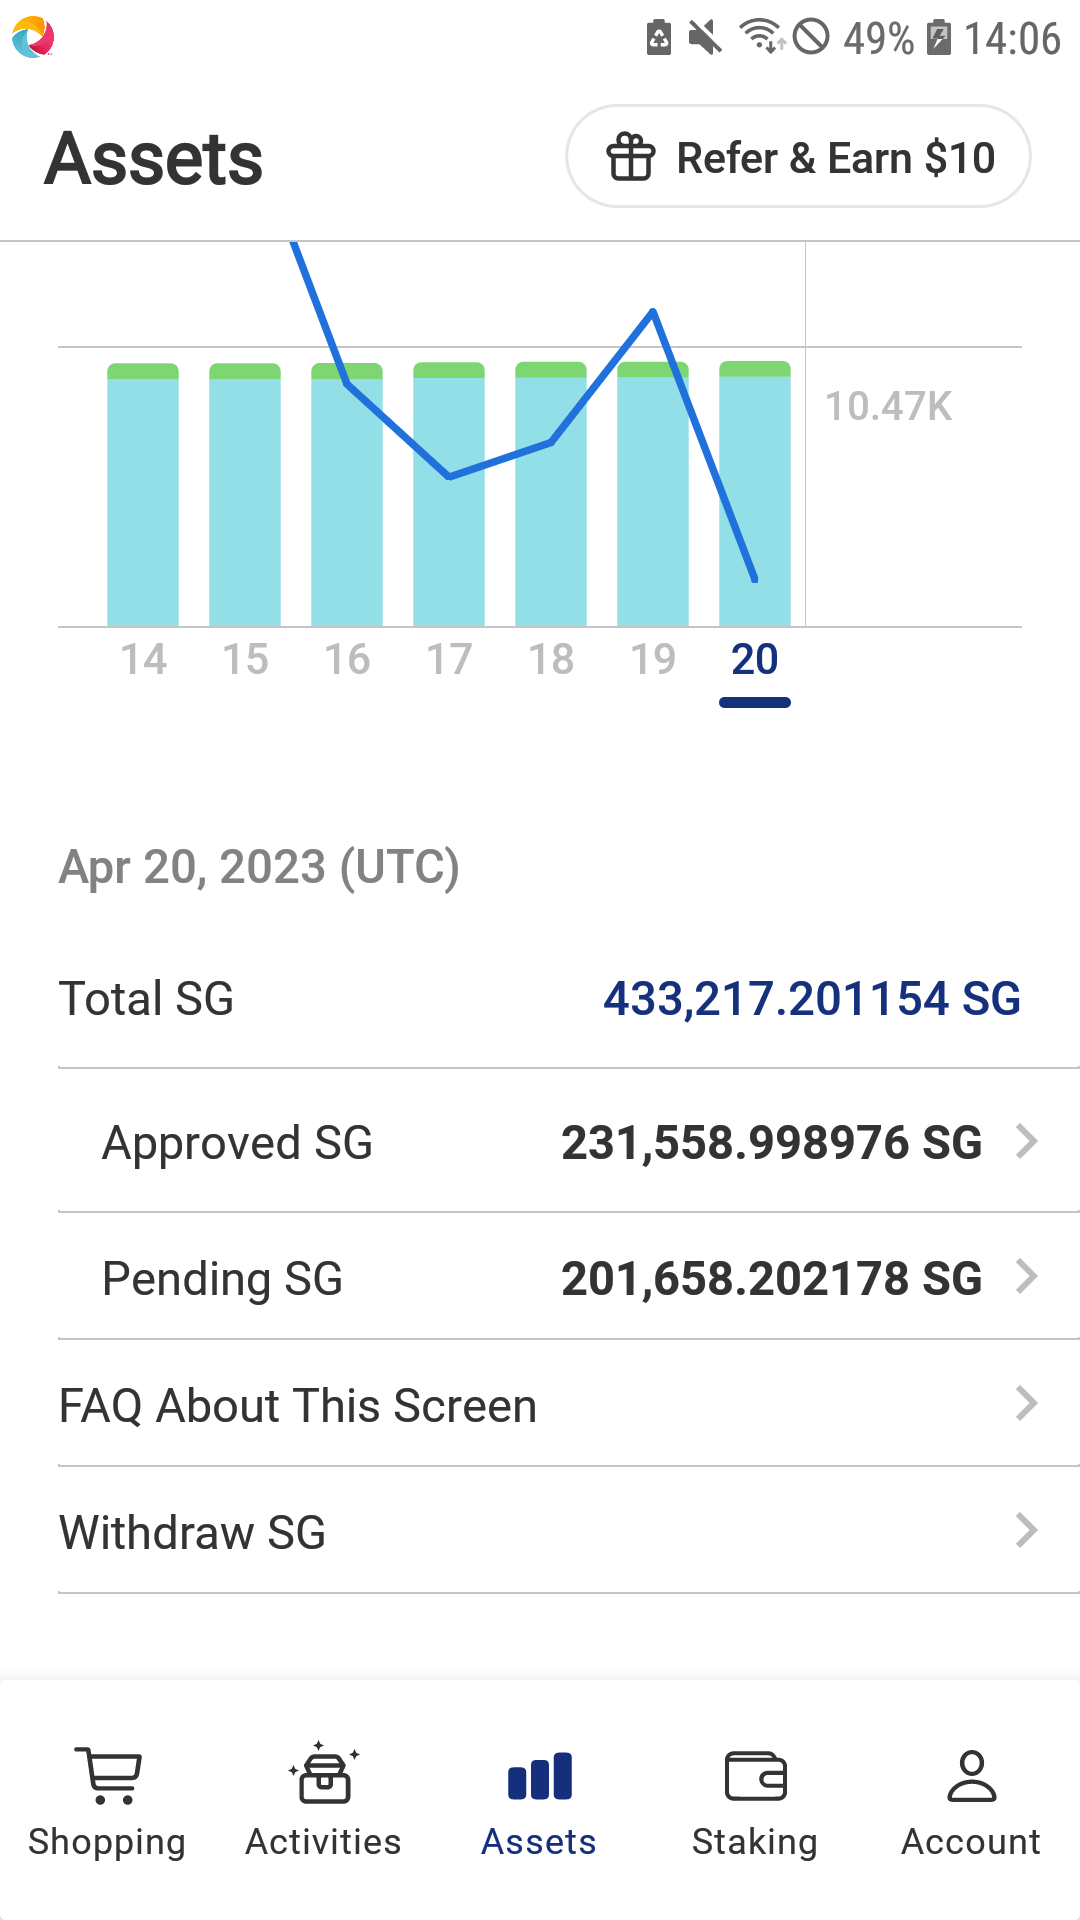 49% 14:06
Assets
Refer & Earn $10
10.47K
14 15 16 17 18 19 20
Apr 20, 2023 (UTC)
Total SG 433,217.201154 SG
Approved SG 231,558.998976 SG
Pending SG 201,658.202178 SG
FAQ About This Screen
Withdraw SG
Shopping Activities Assets Staking Account